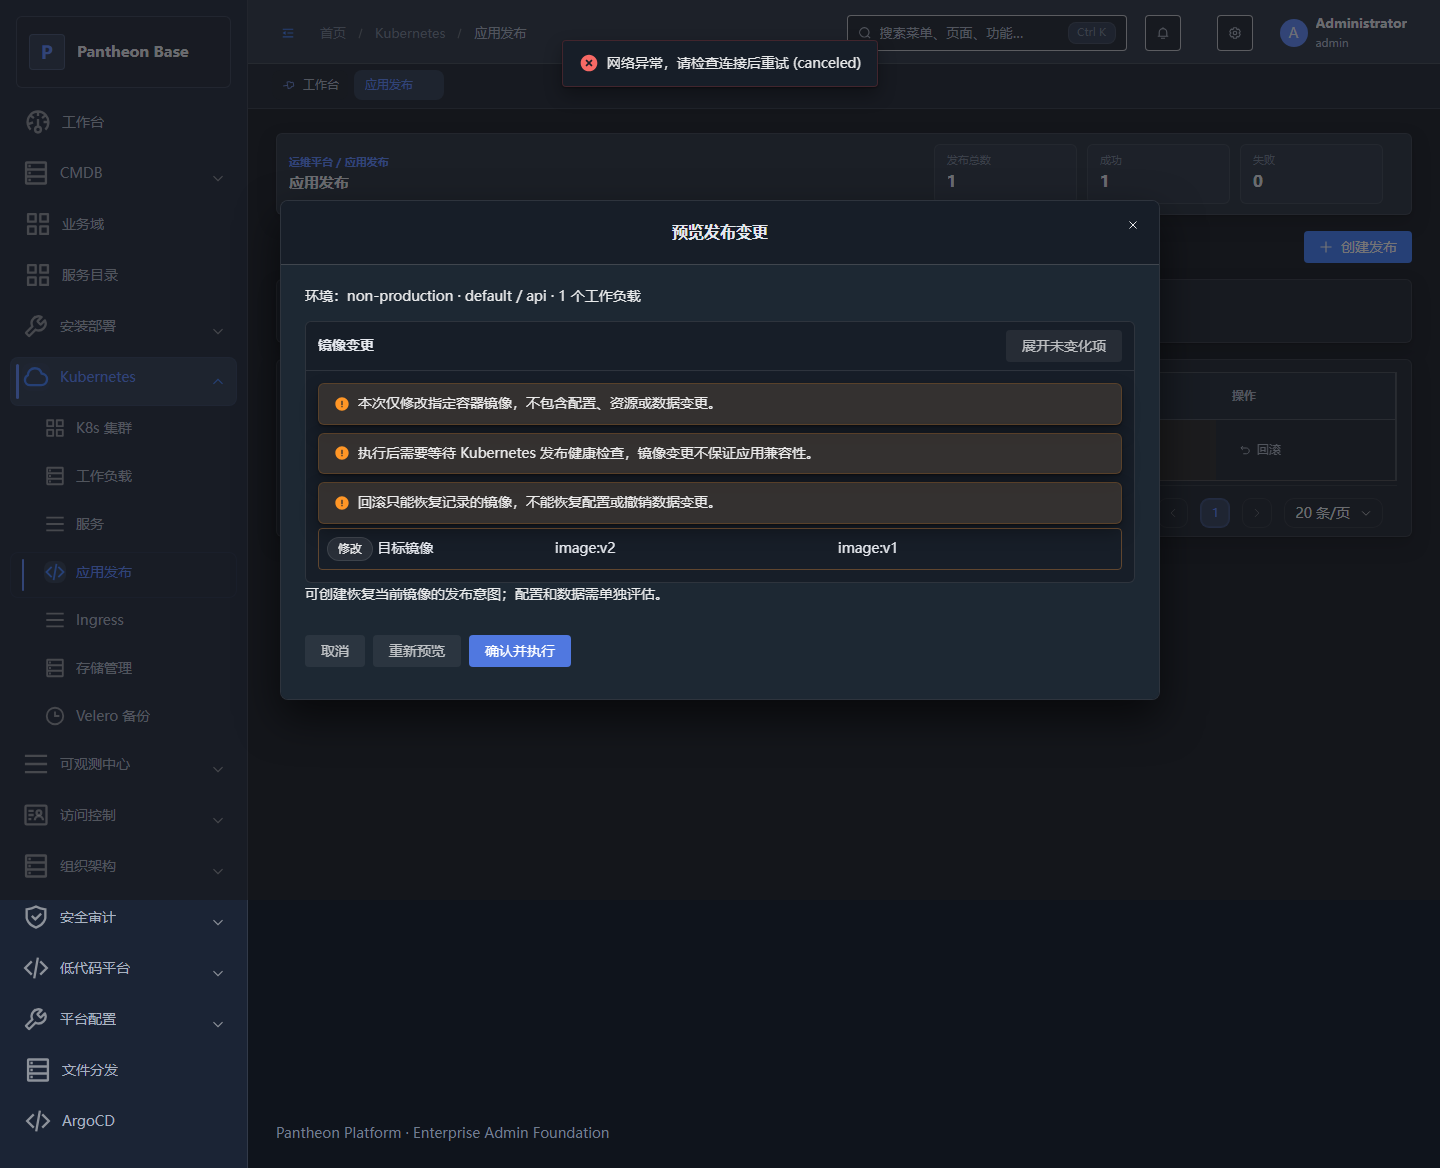 P Pantheon Base
首页 / Kubernetes / 应用发布
搜索菜单、页面、功能... Ctrl K
A Administrator
admin
网络异常，请检查连接后重试 (canceled)
工作台 应用发布
工作台
CMDB
业务域
服务目录
安装部署
Kubernetes
K8s 集群
工作负载
服务
应用发布
Ingress
存储管理
Velero 备份
可观测中心
访问控制
组织架构
安全审计
低代码平台
平台配置
文件分发
ArgoCD
运维平台 / 应用发布
应用发布
发布总数
1
成功
1
失败
0
创建发布
操作
回滚
1
20 条/页
预览发布变更
环境：non-production · default / api · 1 个工作负载
镜像变更 展开未变化项
本次仅修改指定容器镜像，不包含配置、资源或数据变更。
执行后需要等待 Kubernetes 发布健康检查，镜像变更不保证应用兼容性。
回滚只能恢复记录的镜像，不能恢复配置或撤销数据变更。
修改 目标镜像 image:v2 image:v1
可创建恢复当前镜像的发布意图；配置和数据需单独评估。
取消 重新预览 确认并执行
Pantheon Platform · Enterprise Admin Foundation